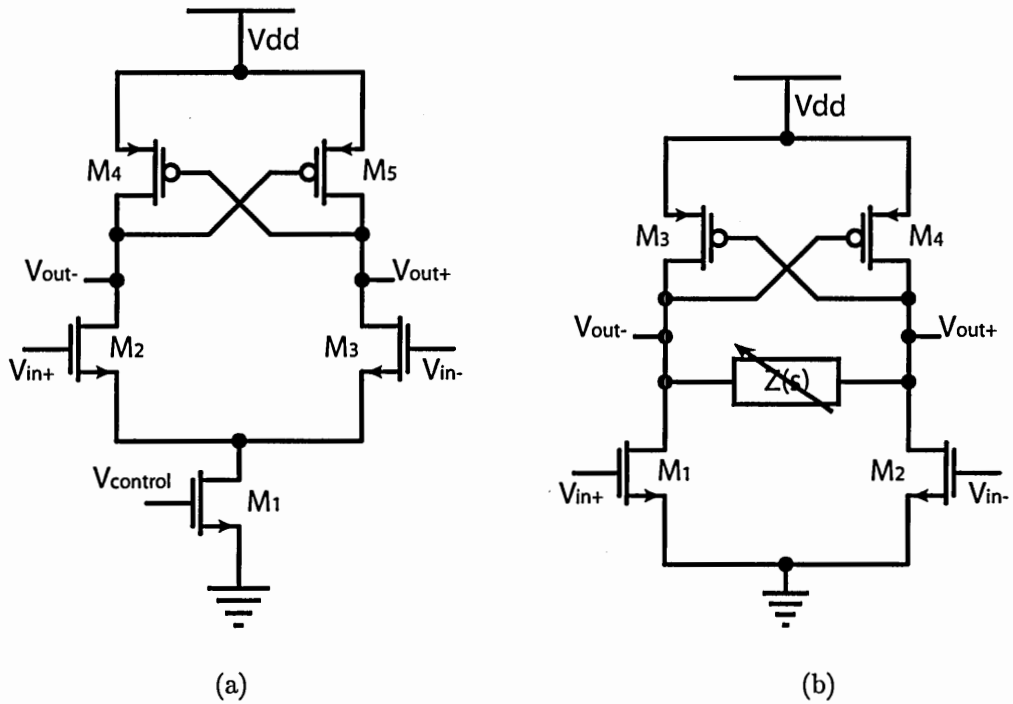 Vdd
M4
M5
Vout-
Vout+
M2
M3
Vin+
Vin-
Vcontrol
M1
(a)
Vdd
M3
M4
Vout-
Vout+
Z(s)
M1
M2
Vin+
Vin-
(b)